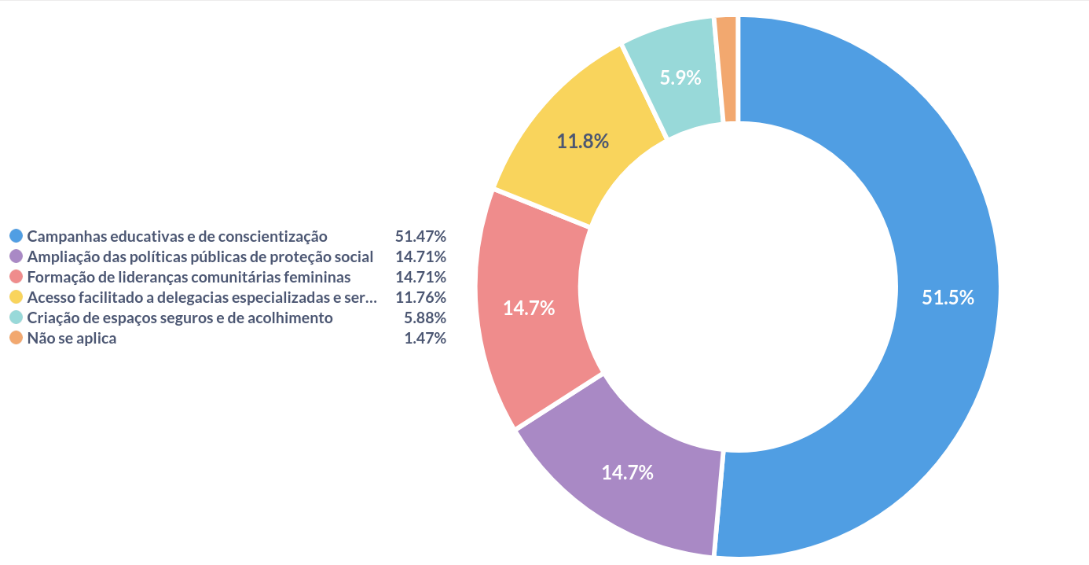 Campanhas educativas e de conscientização 51.47%
Ampliação das políticas públicas de proteção social 14.71%
Formação de lideranças comunitárias femininas 14.71%
Acesso facilitado a delegacias especializadas e ser... 11.76%
Criação de espaços seguros e de acolhimento 5.88%
Não se aplica 1.47%
5.9%
11.8%
51.5%
14.7%
14.7%